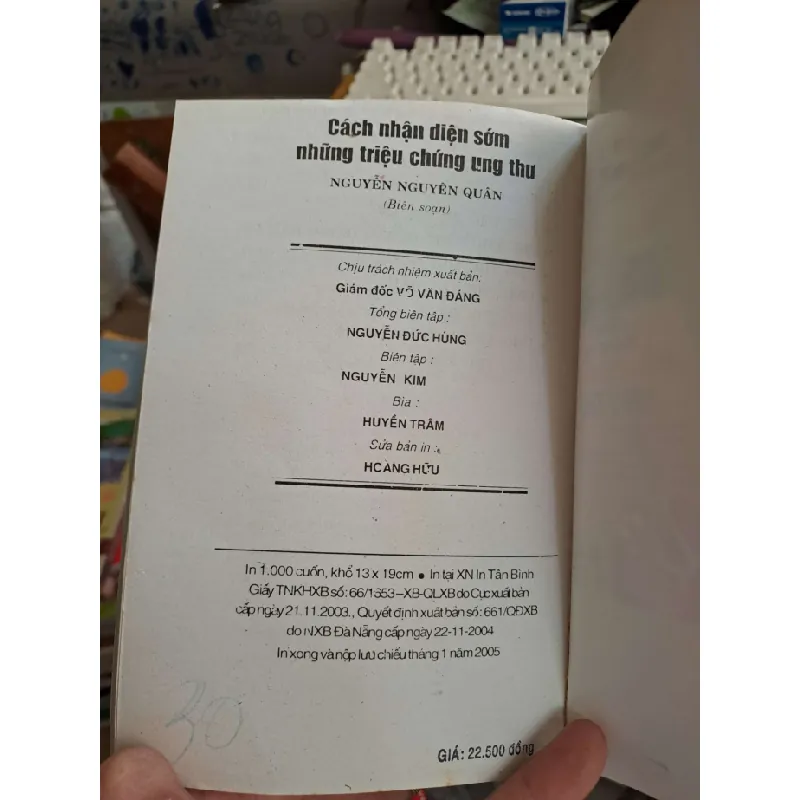 Cách nhận diện sớm
những triệu chứng ung thư
NGUYỄN NGUYÊN QUÂN
(Biên soạn)
Chịu trách nhiệm xuất bản:
Giám đốc VÕ VĂN ĐÁNG
Tổng biên tập :
NGUYỄN ĐỨC HÙNG
Biên tập :
NGUYỄN KIM
Bìa :
HUYỀN TRÂM
Sửa bản in :
HOÀNG HỮU
In 1.000 cuốn, khổ 13 x 19cm ● In tại XN In Tân Bình
Giấy TNKHXB số: 66/1653–XB-QLXB do Cục xuất bản
cấp ngày 21.11.2003., Quyết định xuất bản số: 661/QĐXB
do NXB Đà Nẵng cấp ngày 22-11-2004
In xong và nộp lưu chiểu tháng 1 năm 2005
30
GIÁ: 22.500 đồng